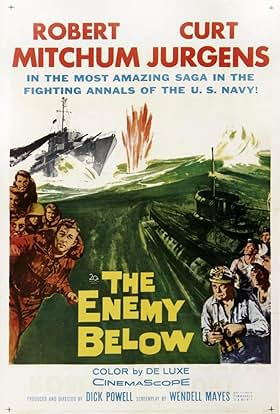 ROBERT CURT
MITCHUM JURGENS
IN THE MOST AMAZING SAGA IN THE
FIGHTING ANNALS OF THE U. S. NAVY!
20
THE
ENEMY
BELOW
COLOR by DE LUXE
CINEMASCOPE
PRODUCED AND DIRECTED BY DICK POWELL SCREENPLAY BY WENDELL MAYES